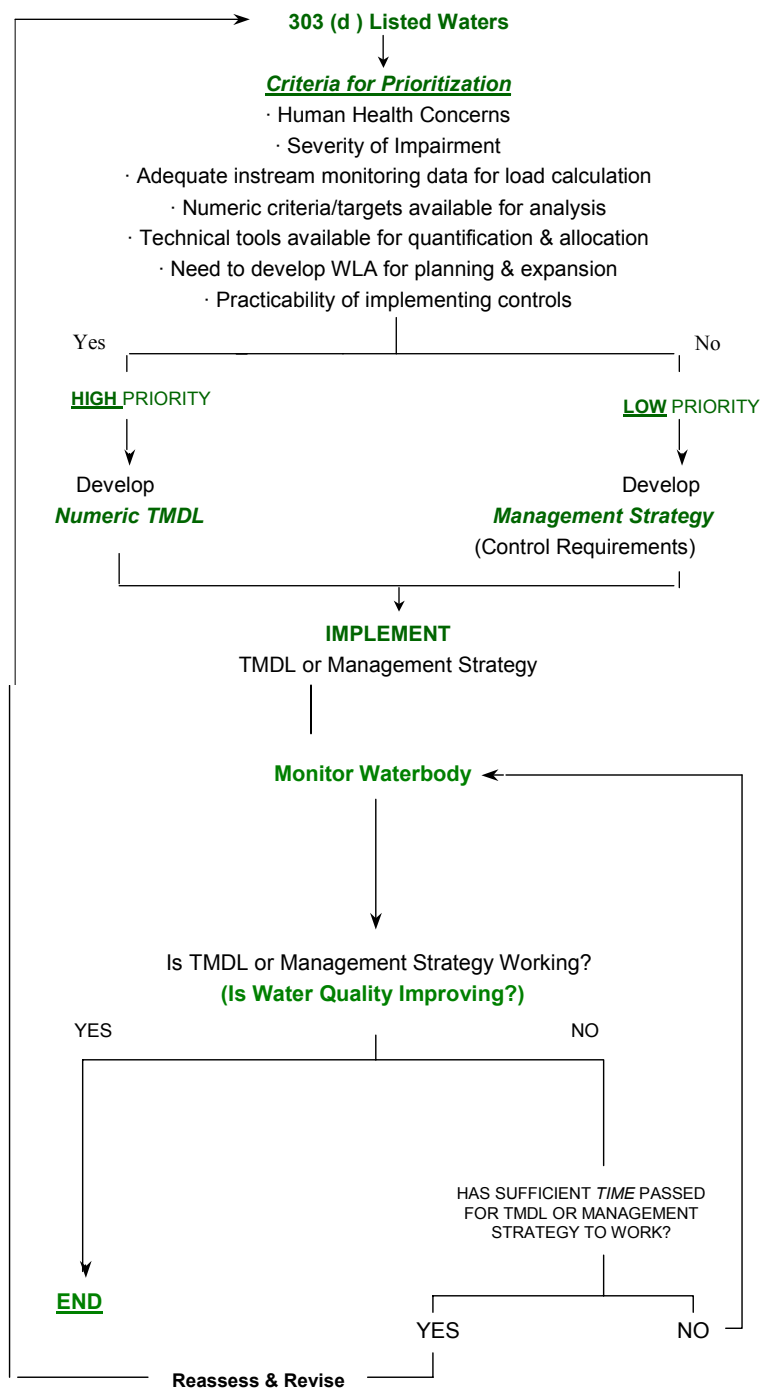 303 (d ) Listed Waters
Criteria for Prioritization
· Human Health Concerns
· Severity of Impairment
· Adequate instream monitoring data for load calculation
· Numeric criteria/targets available for analysis
· Technical tools available for quantification & allocation
· Need to develop WLA for planning & expansion
· Practicability of implementing controls
Yes
No
HIGH PRIORITY
LOW PRIORITY
Develop
Numeric TMDL
Develop
Management Strategy
(Control Requirements)
IMPLEMENT
TMDL or Management Strategy
Monitor Waterbody
Is TMDL or Management Strategy Working?
(Is Water Quality Improving?)
YES
NO
HAS SUFFICIENT TIME PASSED
FOR TMDL OR MANAGEMENT
STRATEGY TO WORK?
END
YES
NO
Reassess & Revise